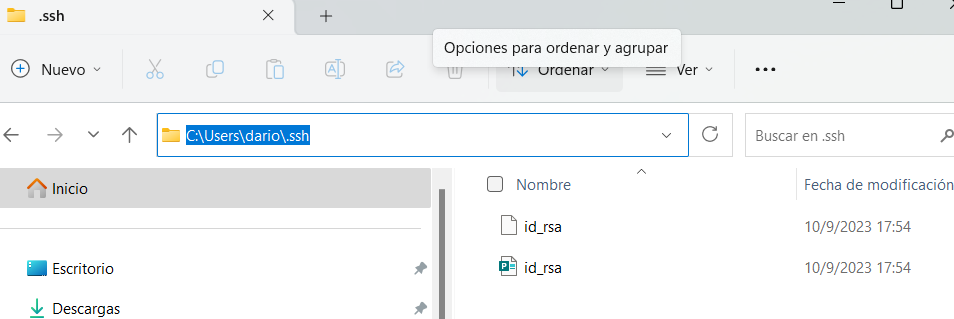 .ssh
Opciones para ordenar y agrupar
Nuevo
Ordenar
Ver
C:\Users\dario\.ssh
Buscar en .ssh
Inicio
Nombre
Fecha de modificación
id_rsa
10/9/2023 17:54
Escritorio
id_rsa
10/9/2023 17:54
Descargas